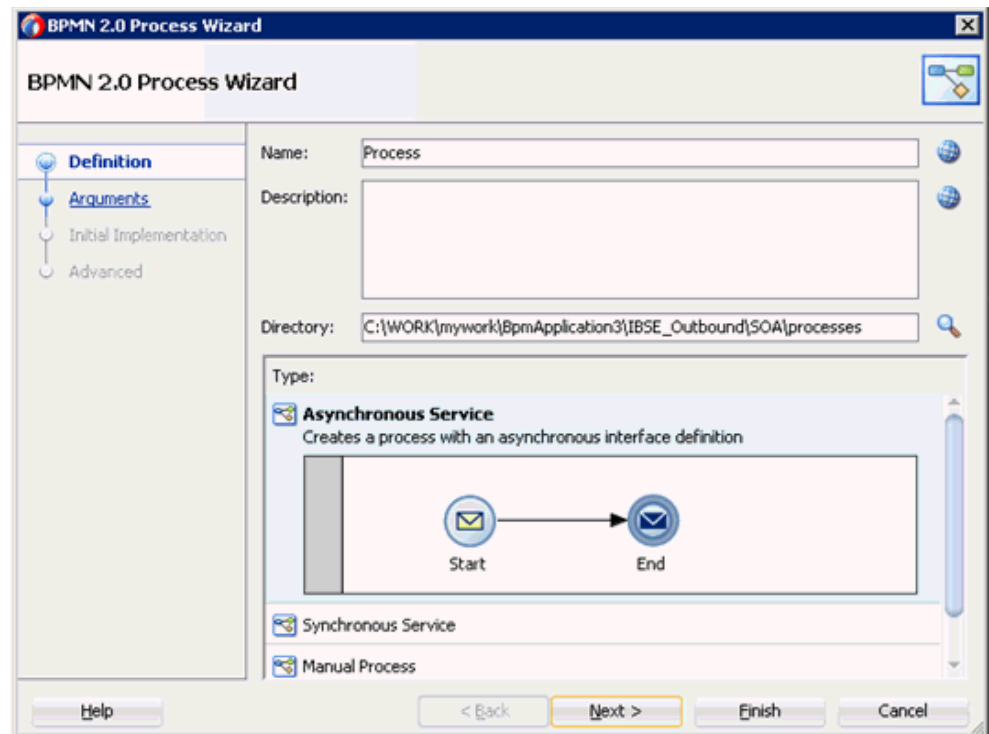 BPMN 2.0 Process Wizard
BPMN 2.0 Process Wizard
Definition
Arguments
Initial Implementation
Advanced
Name: Process
Description:
Directory: C:\WORK\mywork\BpmApplication3\IBSE_Outbound\SOA\processes
Type:
Asynchronous Service
Creates a process with an asynchronous interface definition
Start End
Synchronous Service
Manual Process
Help < Back Next > Finish Cancel